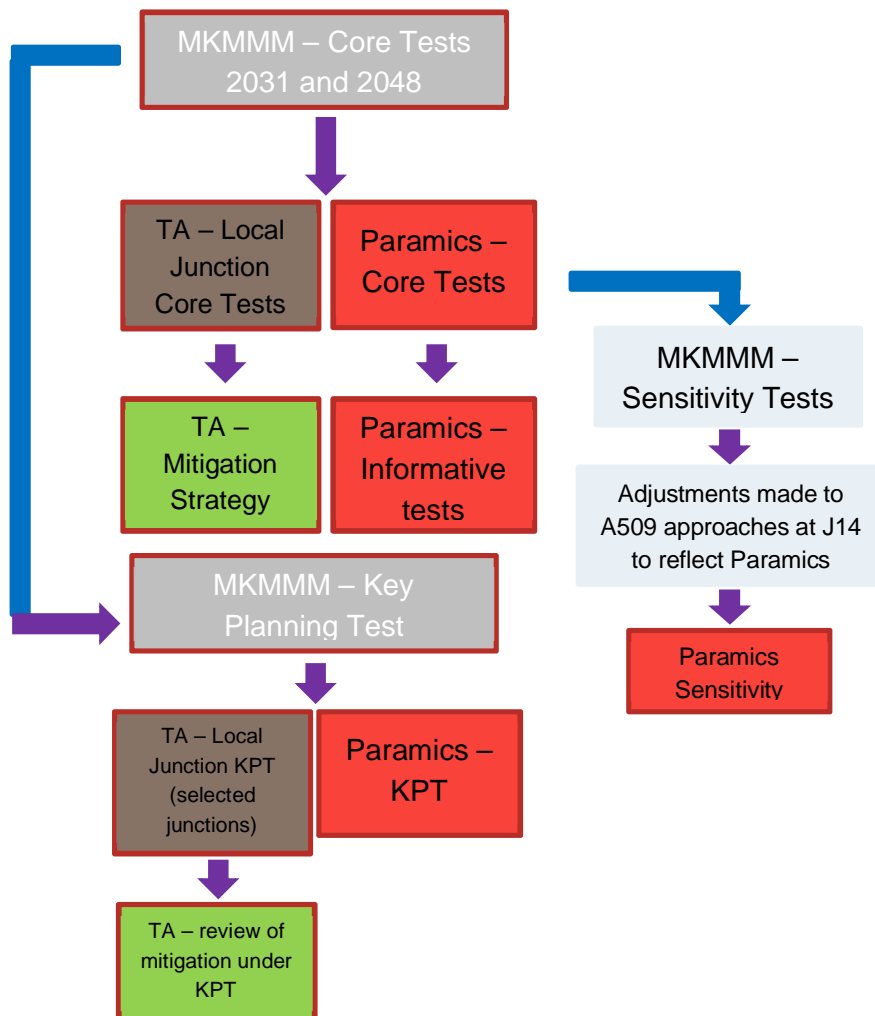 MKMMM – Core Tests
2031 and 2048
TA – Local
Junction
Core Tests
Paramics –
Core Tests
MKMMM –
Sensitivity Tests
TA –
Mitigation
Strategy
Paramics –
Informative
tests
Adjustments made to
A509 approaches at J14
to reflect Paramics
MKMMM – Key
Planning Test
Paramics
Sensitivity
TA – Local
Junction KPT
(selected
junctions)
Paramics –
KPT
TA – review of
mitigation under
KPT